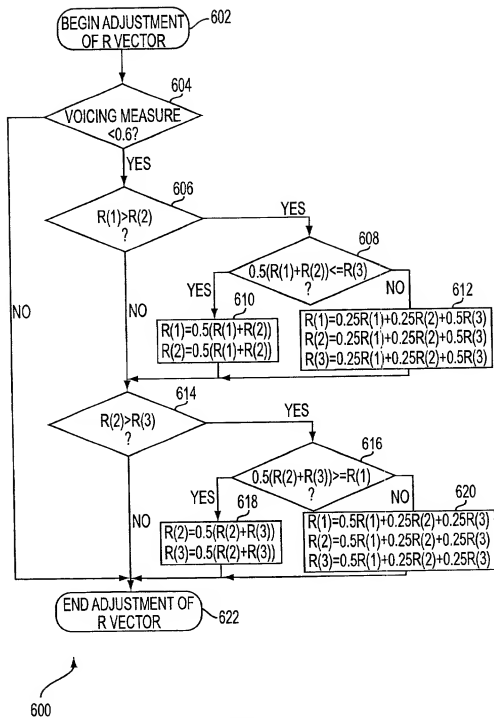 BEGIN ADJUSTMENT
OF R VECTOR
602
604
VOICING MEASURE
<0.6?
YES
606
R(1)>R(2)
?
YES
608
0.5(R(1)+R(2))<=R(3)
?
NO
NO
YES
610
NO
612
R(1)=0.5(R(1)+R(2))
R(2)=0.5(R(1)+R(2))
R(1)=0.25R(1)+0.25R(2)+0.5R(3)
R(2)=0.25R(1)+0.25R(2)+0.5R(3)
R(3)=0.25R(1)+0.25R(2)+0.5R(3)
614
R(2)>R(3)
?
YES
616
0.5(R(2)+R(3))>=R(1)
?
YES
618
NO
620
NO
R(2)=0.5(R(2)+R(3))
R(3)=0.5(R(2)+R(3))
R(1)=0.5R(1)+0.25R(2)+0.25R(3)
R(2)=0.5R(1)+0.25R(2)+0.25R(3)
R(3)=0.5R(1)+0.25R(2)+0.25R(3)
END ADJUSTMENT OF
R VECTOR
622
600